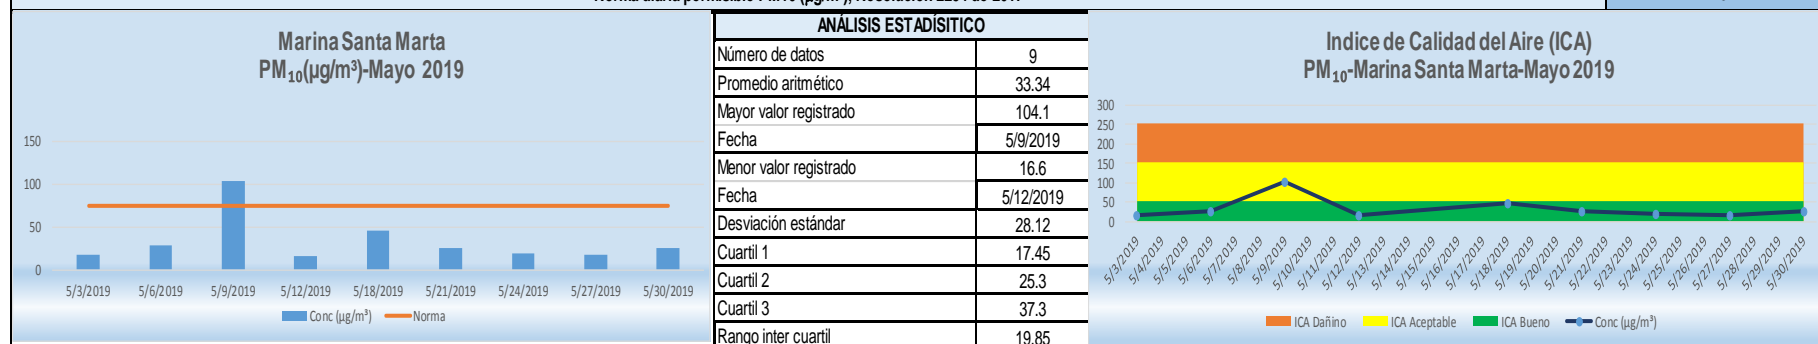 Norma diaria permisible PM10 (µg/m³), Resolución 2254 de 2017
Marina Santa Marta
PM₁₀(µg/m³)-Mayo 2019
150
100
50
0
5/3/2019 5/6/2019 5/9/2019 5/12/2019 5/18/2019 5/21/2019 5/24/2019 5/27/2019 5/30/2019
Conc (µg/m³) Norma
ANÁLISIS ESTADÍSITICO
Número de datos 9
Promedio aritmético 33.34
Mayor valor registrado 104.1
Fecha 5/9/2019
Menor valor registrado 16.6
Fecha 5/12/2019
Desviación estándar 28.12
Cuartil 1 17.45
Cuartil 2 25.3
Cuartil 3 37.3
Rango inter cuartil 19.85
Indice de Calidad del Aire (ICA)
PM₁₀-Marina Santa Marta-Mayo 2019
300
250
200
150
100
50
0
5/3/2019 5/4/2019 5/5/2019 5/6/2019 5/7/2019 5/8/2019 5/9/2019 5/10/2019 5/11/2019 5/12/2019 5/13/2019 5/14/2019 5/15/2019 5/16/2019 5/17/2019 5/18/2019 5/19/2019 5/20/2019 5/21/2019 5/22/2019 5/23/2019 5/24/2019 5/25/2019 5/26/2019 5/27/2019 5/28/2019 5/29/2019 5/30/2019
ICA Dañino ICA Aceptable ICA Bueno Conc (µg/m³)